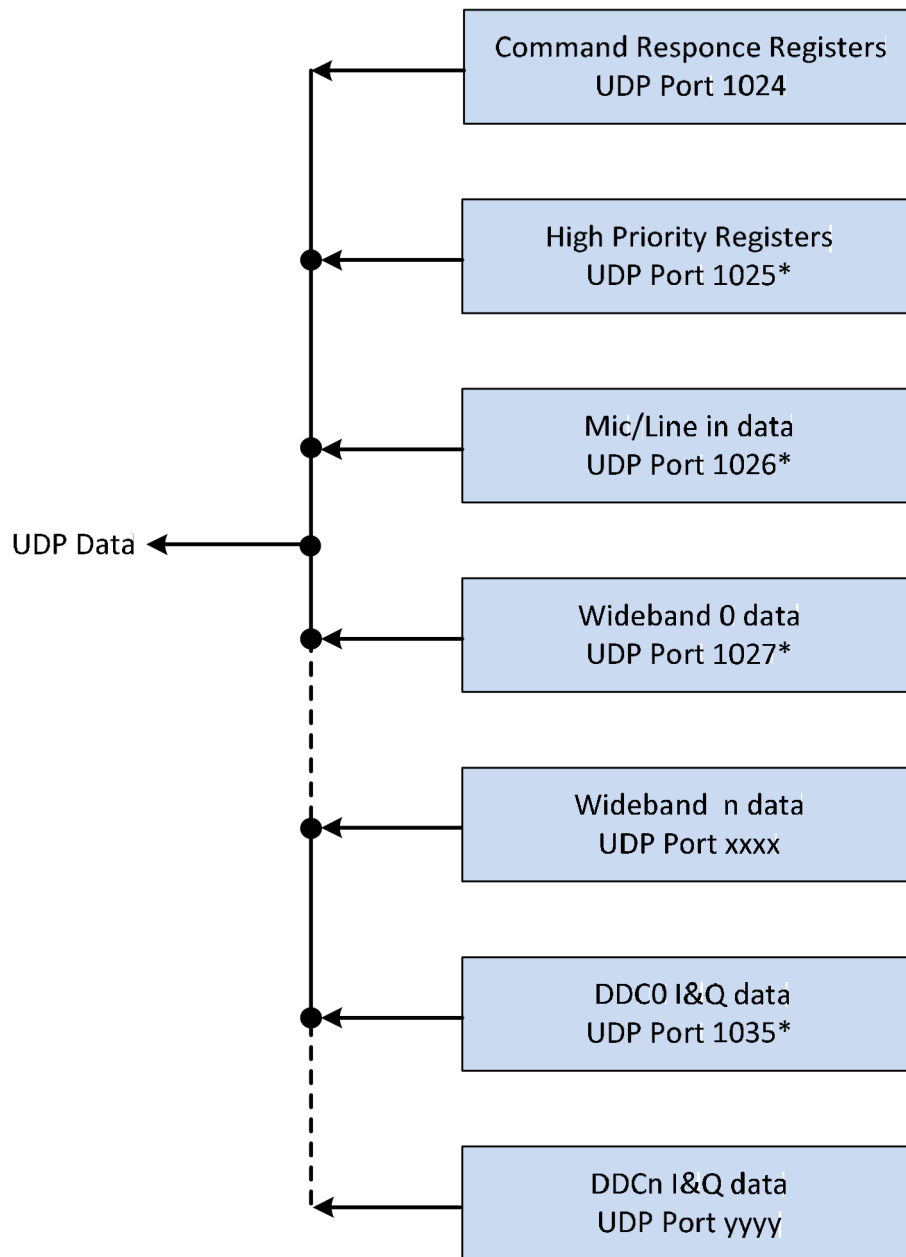 Command Responce Registers
UDP Port 1024
High Priority Registers
UDP Port 1025*
Mic/Line in data
UDP Port 1026*
UDP Data
Wideband 0 data
UDP Port 1027*
Wideband n data
UDP Port xxxx
DDC0 I&Q data
UDP Port 1035*
DDCn I&Q data
UDP Port yyyy